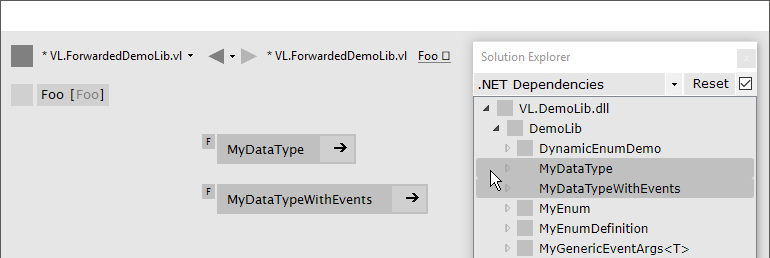 * VL.ForwardedDemoLib.vl * VL.ForwardedDemoLib.vl Foo
Foo [Foo]
F MyDataType
F MyDataTypeWithEvents
Solution Explorer x
.NET Dependencies Reset
VL.DemoLib.dll
DemoLib
DynamicEnumDemo
MyDataType
MyDataTypeWithEvents
MyEnum
MyEnumDefinition
MyGenericEventArgs<T>